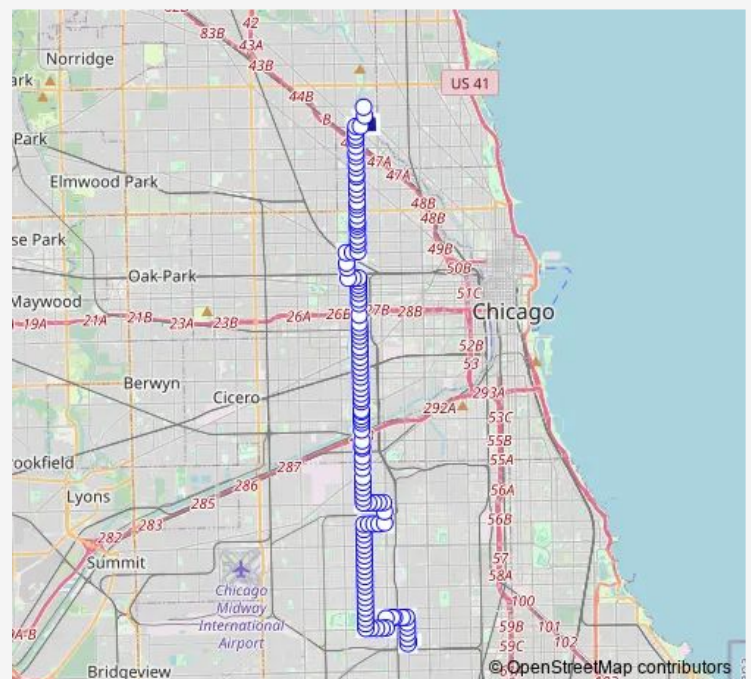 42
83B
43A
Norridge
43B
ark
US 41
44B
B
Park
47A
47A
Elmwood Park
48B
48B
se Park
49B
50B
Oak Park
51C
Maywood
Chicago
19A
21A
21B
23A
23B
26A
26B
27B
28B
52B
53
Berwyn
Cicero
293A
292A
53C
55B
ookfield
287
55A
Lyons
286
56A
285
283
56B
282
Summit
57
58A
Chicago
Midway
International
Airport
100
59B
101
102
59C
9A-B
Bridgeview
© OpenStreetMap contributors